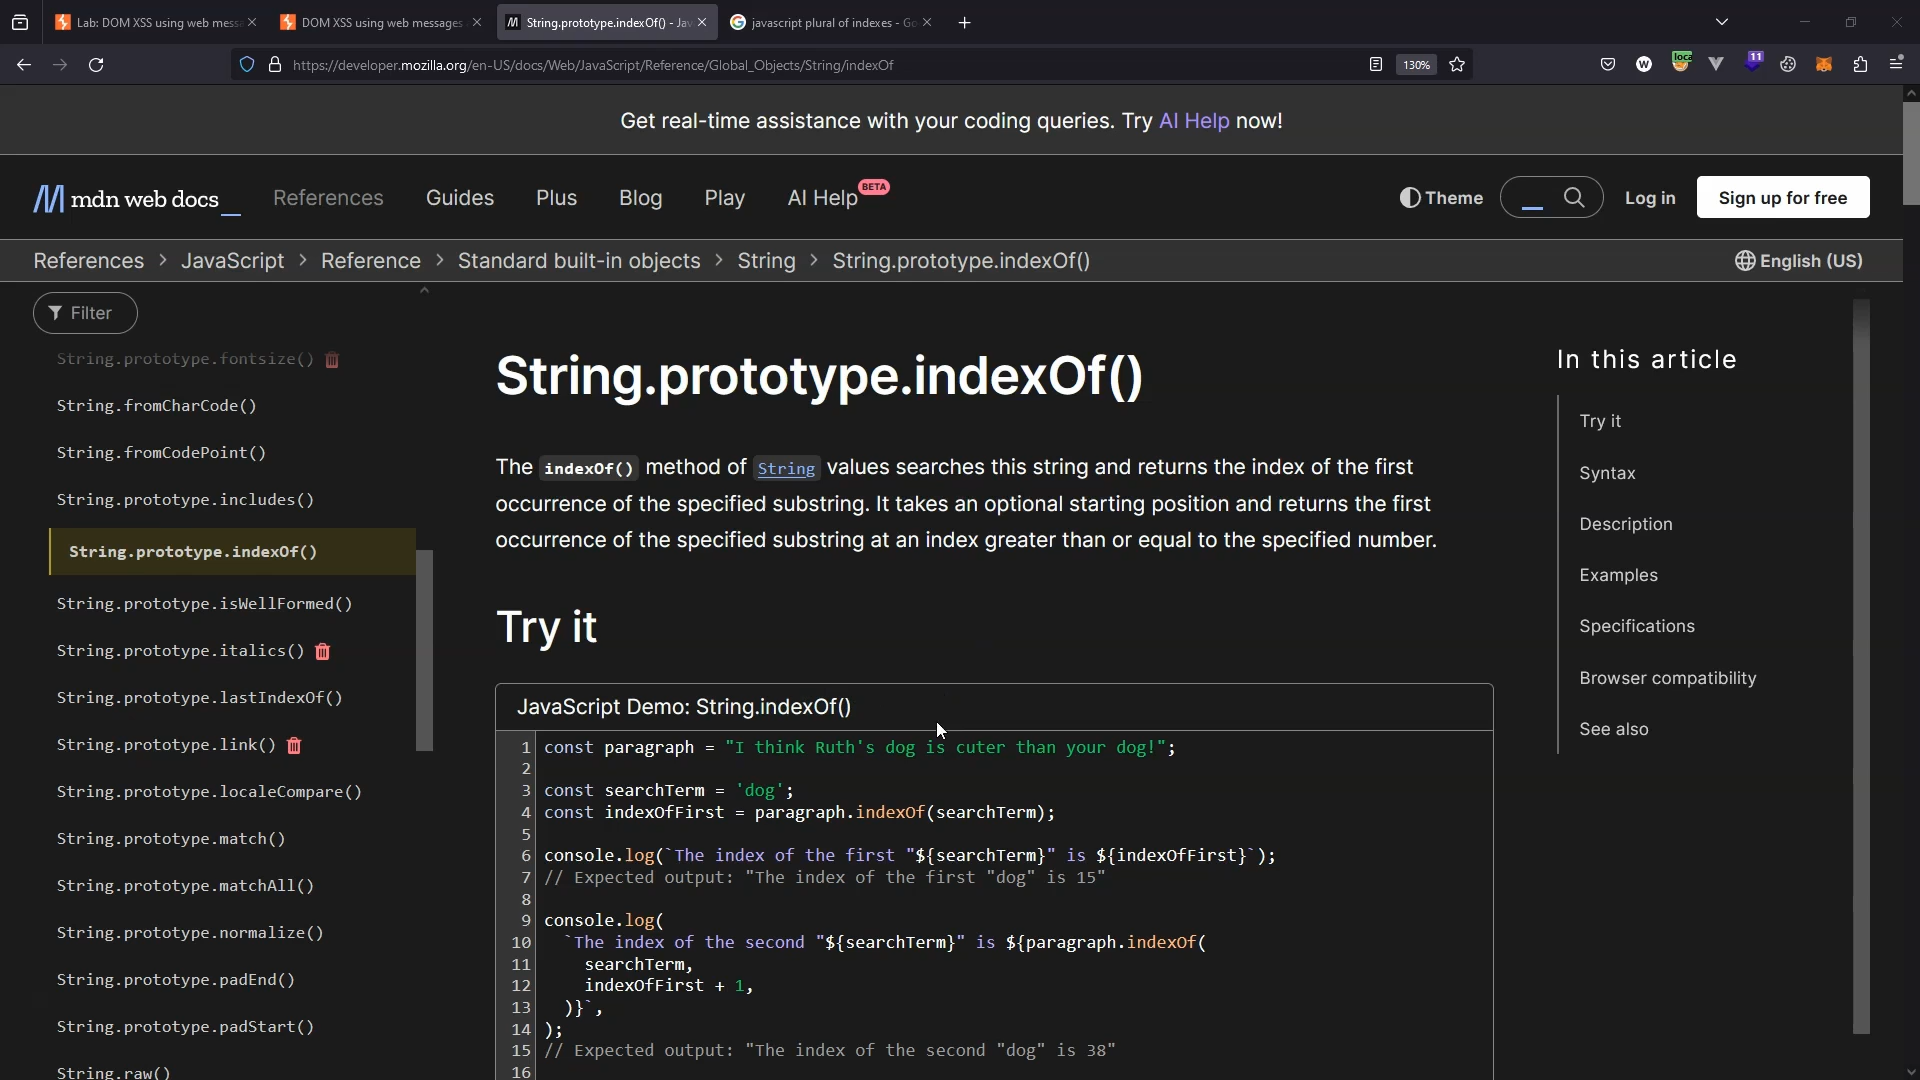 Lab: DOM XSS using web messa
DOM XSS using web messages
String.prototype.indexOf() - Jav
javascript plural of indexes - Go
https://developer.mozilla.org/en-US/docs/Web/JavaScript/Reference/Global_Objects/String/indexOf
130%
W
loca
11
Get real-time assistance with your coding queries. Try AI Help now!
mdn web docs_
References
Guides
Plus
Blog
Play
AI Help
BETA
Theme
Log in
Sign up for free
References > JavaScript > Reference > Standard built-in objects > String > String.prototype.indexOf()
English (US)
Filter
String.prototype.fontsize()
String.fromCharCode()
String.fromCodePoint()
String.prototype.includes()
String.prototype.indexOf()
String.prototype.isWellFormed()
String.prototype.italics()
String.prototype.lastIndexOf()
String.prototype.link()
String.prototype.localeCompare()
String.prototype.match()
String.prototype.matchAll()
String.prototype.normalize()
String.prototype.padEnd()
String.prototype.padStart()
String.raw()
String.prototype.indexOf()
The indexOf() method of String values searches this string and returns the index of the first
occurrence of the specified substring. It takes an optional starting position and returns the first
occurrence of the specified substring at an index greater than or equal to the specified number.
Try it
JavaScript Demo: String.indexOf()
1 const paragraph = "I think Ruth's dog is cuter than your dog!";
2
3 const searchTerm = 'dog';
4 const indexOfFirst = paragraph.indexOf(searchTerm);
5
6 console.log(`The index of the first "${searchTerm}" is ${indexOfFirst}`);
7 // Expected output: "The index of the first "dog" is 15"
8
9 console.log(
10 `The index of the second "${searchTerm}" is ${paragraph.indexOf(
11 searchTerm,
12 indexOfFirst + 1,
13 )}`,
14 );
15 // Expected output: "The index of the second "dog" is 38"
16
In this article
Try it
Syntax
Description
Examples
Specifications
Browser compatibility
See also